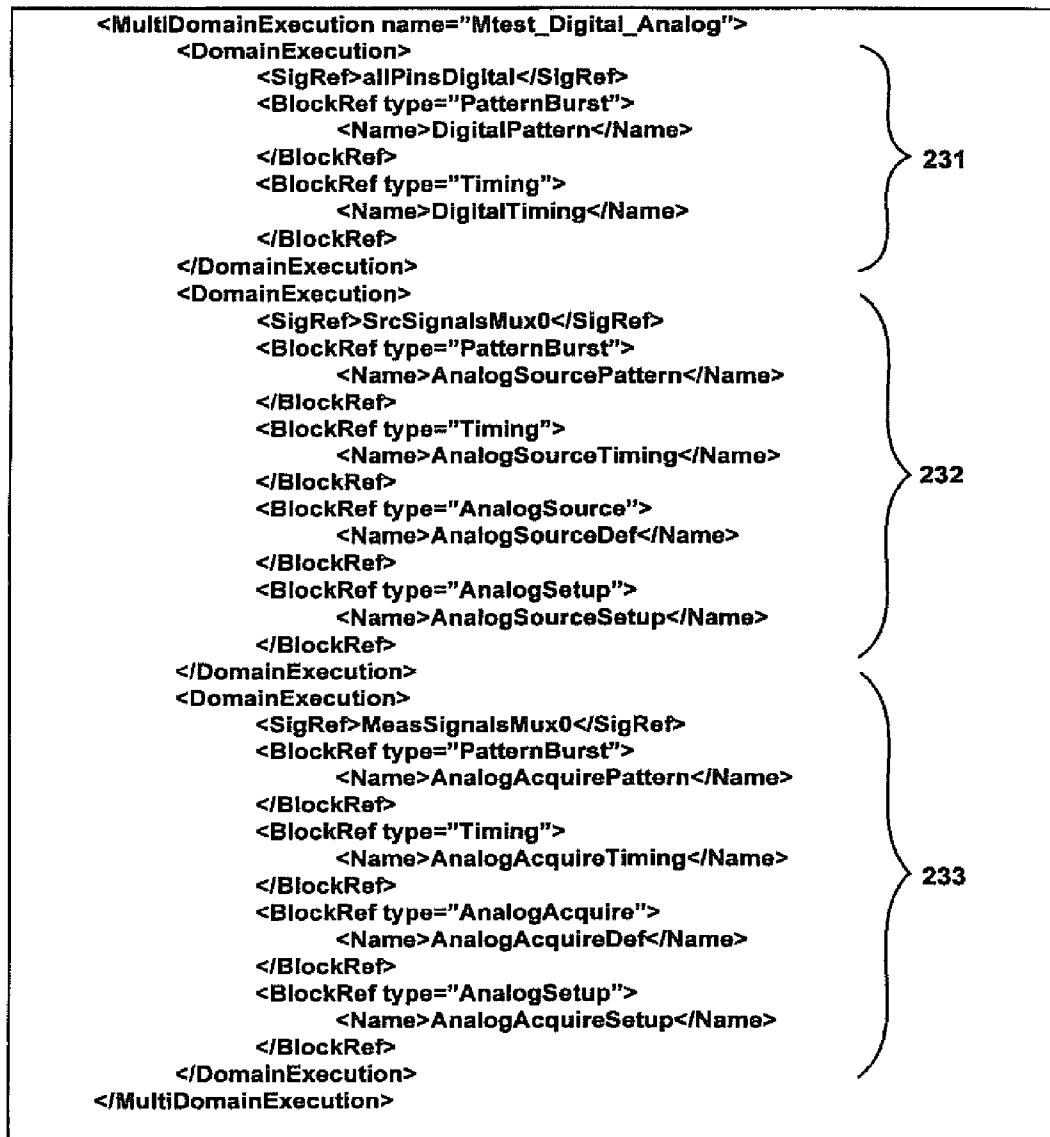 <MultiDomainExecution name="Mtest_Digital_Analog">
<DomainExecution>
<SigRef>allPinsDigital</SigRef>
<BlockRef type="PatternBurst">
<Name>DigitalPattern</Name>
</BlockRef>
231
<BlockRef type="Timing">
<Name>DigitalTiming</Name>
</BlockRef>
</DomainExecution>
<DomainExecution>
<SigRef>SrcSignalsMux0</SigRef>
<BlockRef type="PatternBurst">
<Name>AnalogSourcePattern</Name>
</BlockRef>
<BlockRef type="Timing">
<Name>AnalogSourceTiming</Name>
</BlockRef>
232
<BlockRef type="AnalogSource">
<Name>AnalogSourceDef</Name>
</BlockRef>
<BlockRef type="AnalogSetup">
<Name>AnalogSourceSetup</Name>
</BlockRef>
</DomainExecution>
<DomainExecution>
<SigRef>MeasSignalsMux0</SigRef>
<BlockRef type="PatternBurst">
<Name>AnalogAcquirePattern</Name>
</BlockRef>
<BlockRef type="Timing">
<Name>AnalogAcquireTiming</Name>
</BlockRef>
233
<BlockRef type="AnalogAcquire">
<Name>AnalogAcquireDef</Name>
</BlockRef>
<BlockRef type="AnalogSetup">
<Name>AnalogAcquireSetup</Name>
</BlockRef>
</DomainExecution>
</MultiDomainExecution>